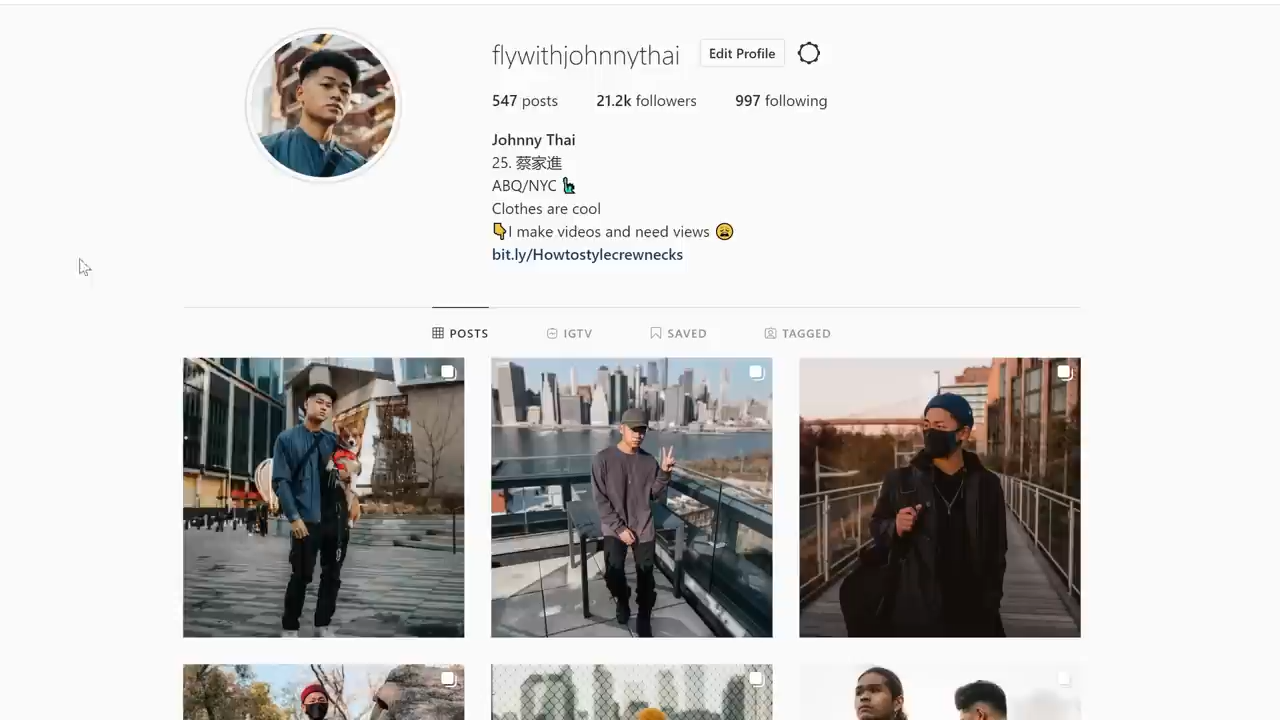 flywithjohnnythai Edit Profile
547 posts 21.2k followers 997 following
Johnny Thai
25. 蔡家進
ABQ/NYC
Clothes are cool
👇I make videos and need views 😩
bit.ly/Howtostylecrewnecks
POSTS IGTV SAVED TAGGED